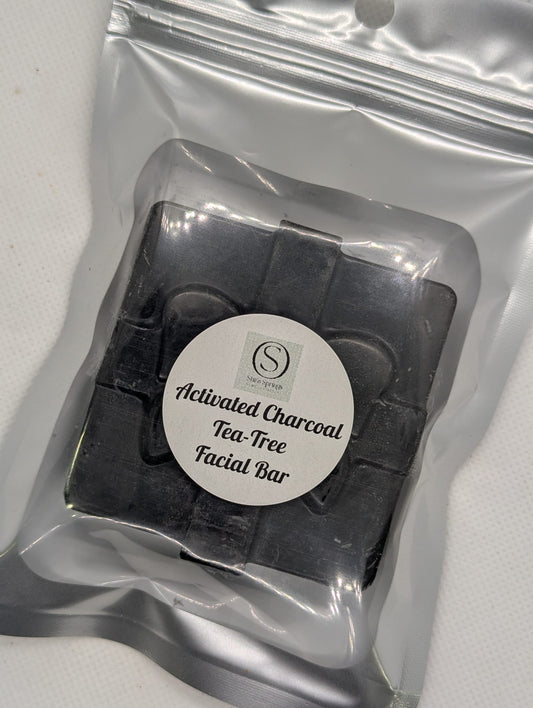 S
Activated Charcoal
Tea-Tree
Facial Bar